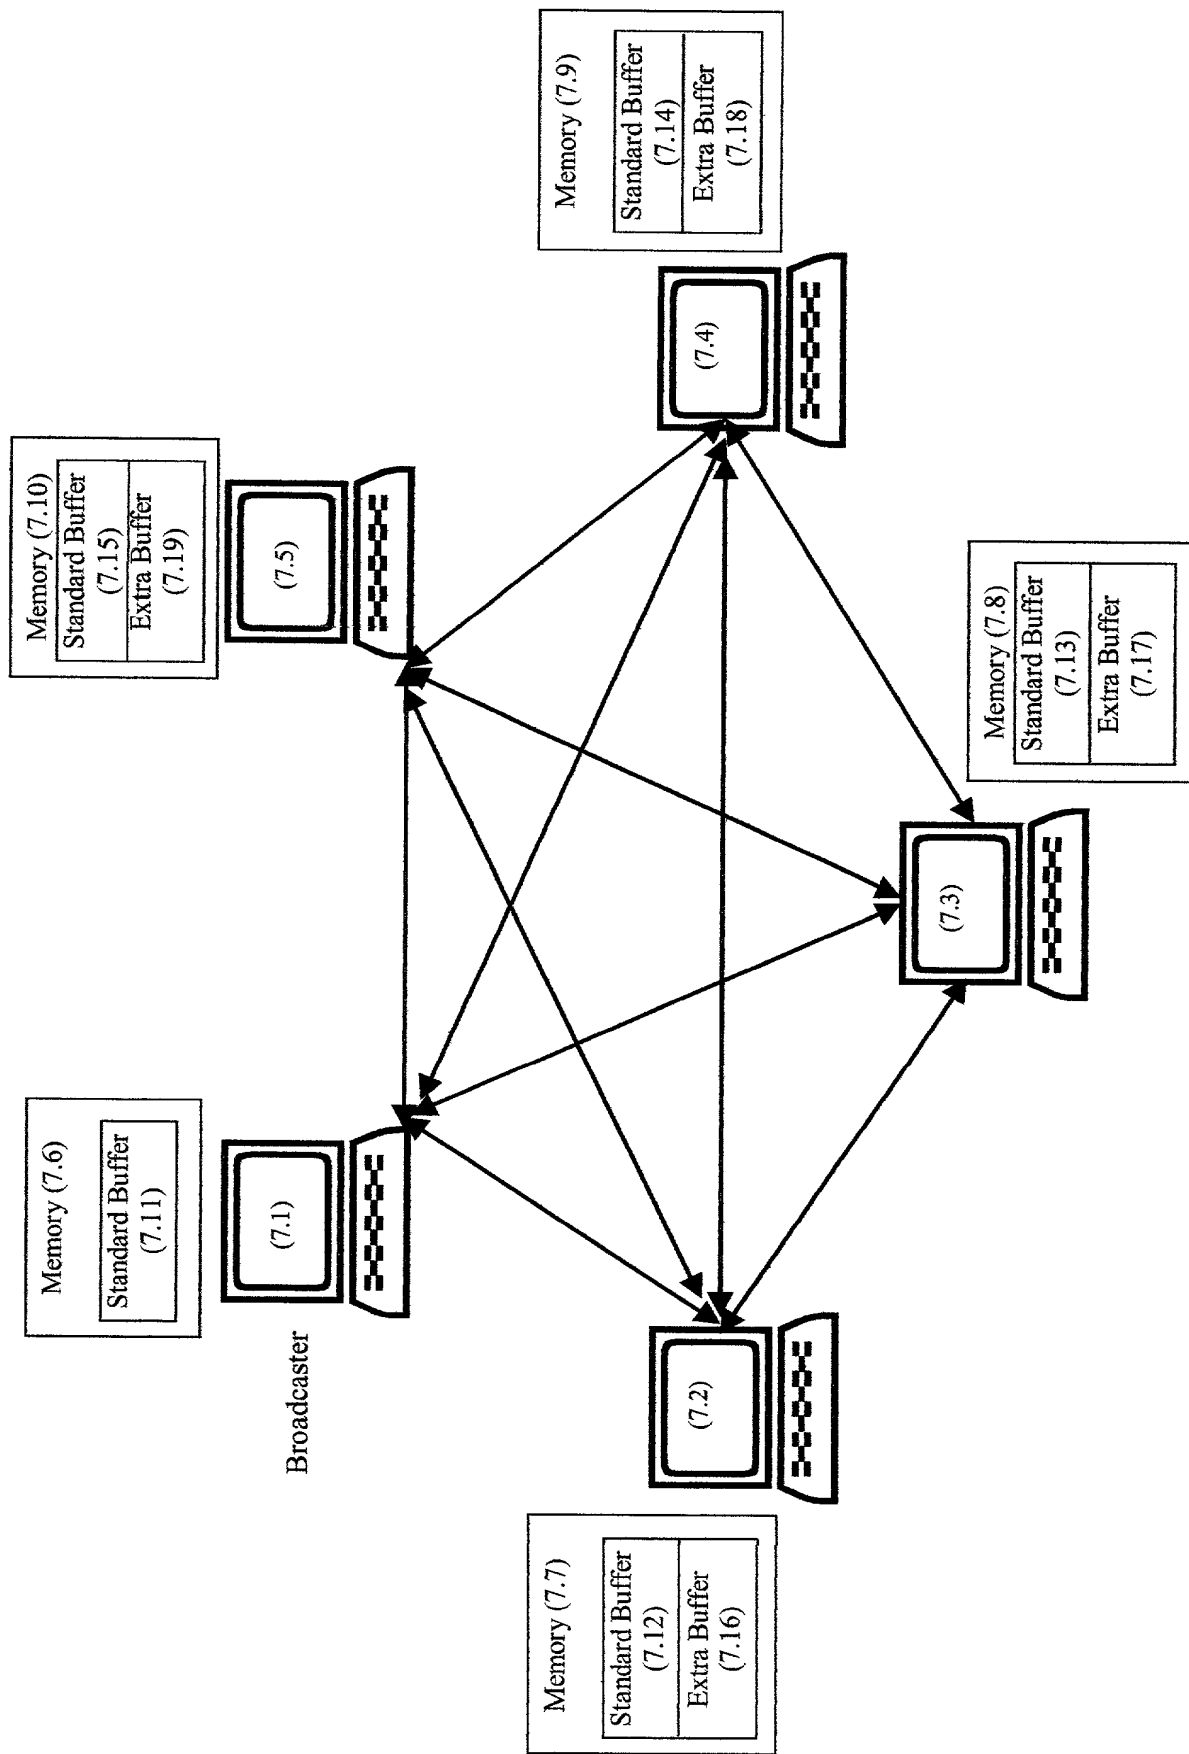 Memory (7.6)
Standard Buffer
(7.11)
(7.1)
Broadcaster
Memory (7.10)
Standard Buffer
(7.15)
Extra Buffer
(7.19)
(7.5)
Memory (7.7)
Standard Buffer
(7.12)
Extra Buffer
(7.16)
(7.2)
Memory (7.9)
Standard Buffer
(7.14)
Extra Buffer
(7.18)
(7.4)
(7.3)
Memory (7.8)
Standard Buffer
(7.13)
Extra Buffer
(7.17)